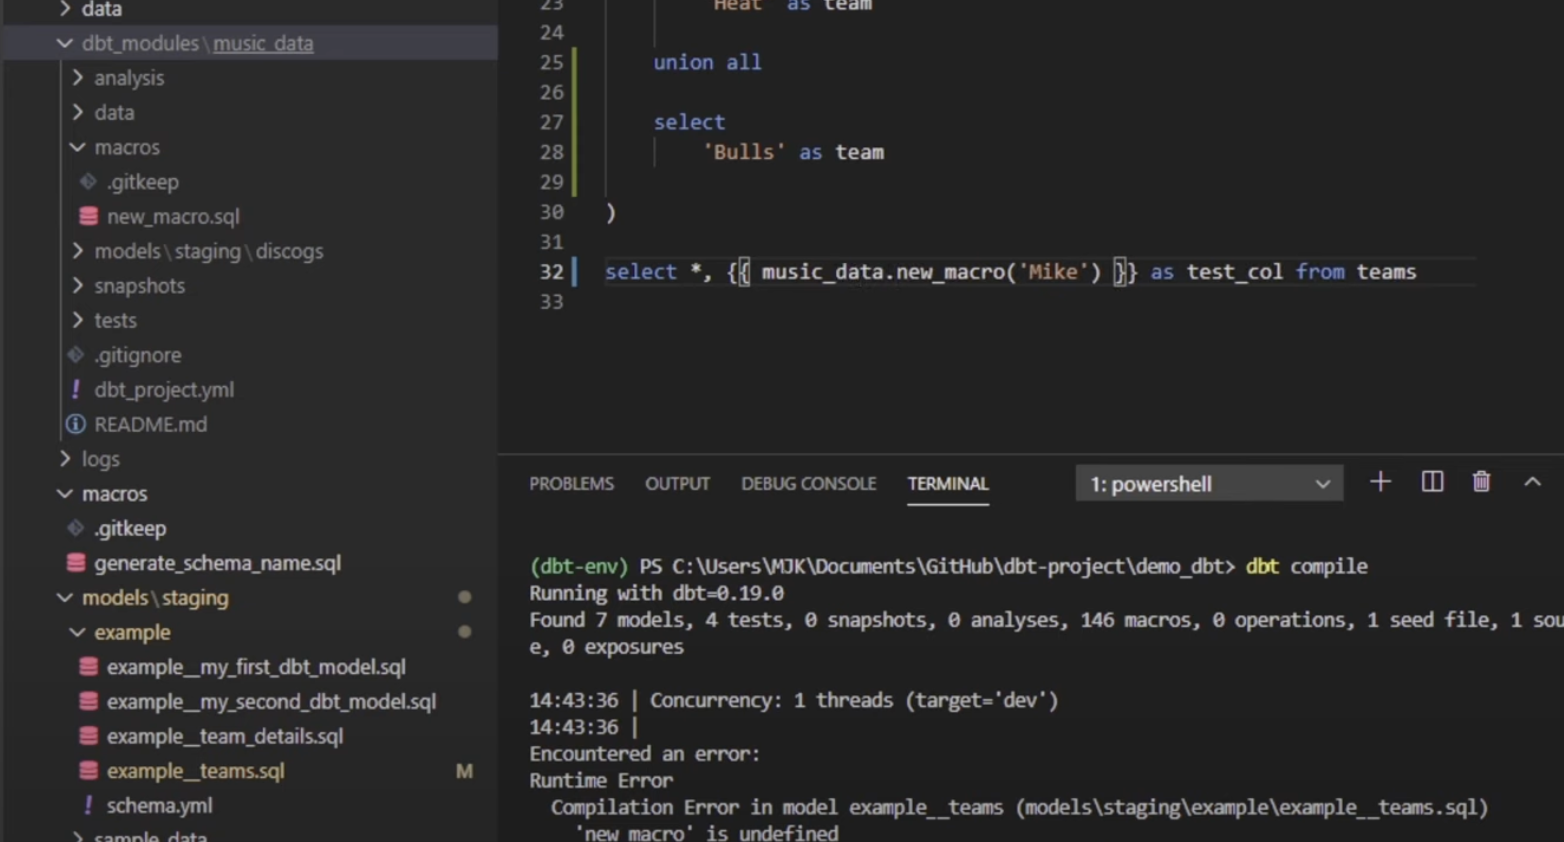 data
dbt_modules\music_data
analysis
data
macros
.gitkeep
new_macro.sql
models\staging\discogs
snapshots
tests
.gitignore
dbt_project.yml
README.md
logs
macros
.gitkeep
generate_schema_name.sql
models\staging
example
example__my_first_dbt_model.sql
example__my_second_dbt_model.sql
example__team_details.sql
example__teams.sql M
schema.yml
sample_data
23 'Heat' as team
24
25 union all
26
27 select
28 'Bulls' as team
29
30 )
31
32 select *, {{ music_data.new_macro('Mike') }} as test_col from teams
33
PROBLEMS OUTPUT DEBUG CONSOLE TERMINAL 1: powershell
(dbt-env) PS C:\Users\MJK\Documents\GitHub\dbt-project\demo_dbt> dbt compile
Running with dbt=0.19.0
Found 7 models, 4 tests, 0 snapshots, 0 analyses, 146 macros, 0 operations, 1 seed file, 1 sou
e, 0 exposures
14:43:36 | Concurrency: 1 threads (target='dev')
14:43:36 |
Encountered an error:
Runtime Error
Compilation Error in model example__teams (models\staging\example\example__teams.sql)
'new_macro' is undefined